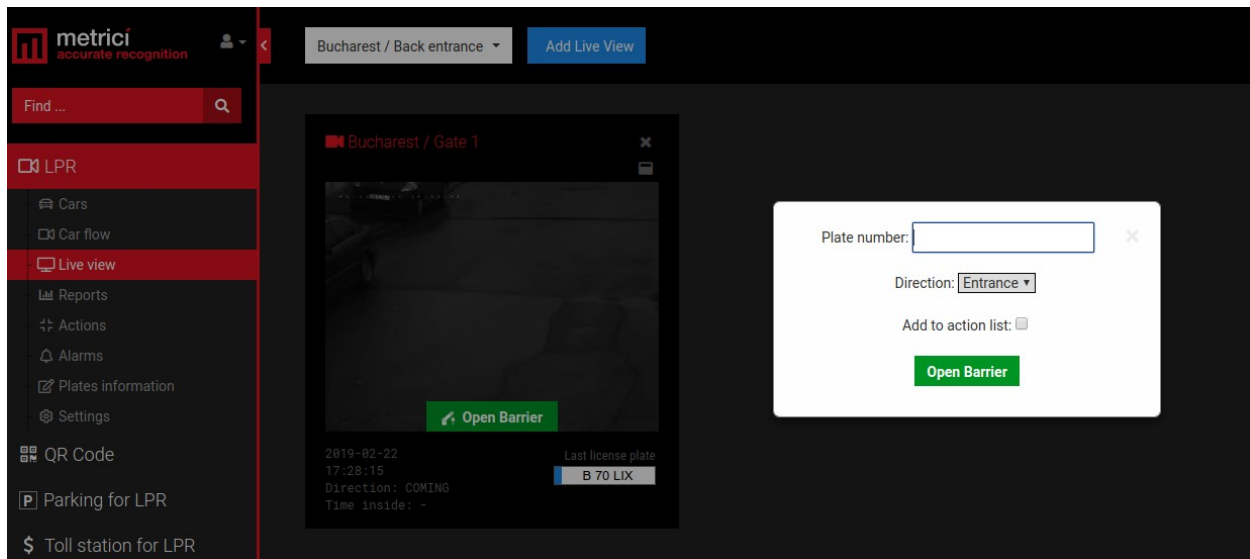 metrici
accurate recognition
Find ...
LPR
Cars
Car flow
Live view
Reports
Actions
Alarms
Plates information
Settings
QR Code
P Parking for LPR
$ Toll station for LPR
Bucharest / Back entrance
Add Live View
Bucharest / Gate 1
Open Barrier
2019-02-22
17:28:15
Direction: COMING
Time inside: -
Last license plate
B 70 LIX
Plate number:
Direction: Entrance
Add to action list:
Open Barrier